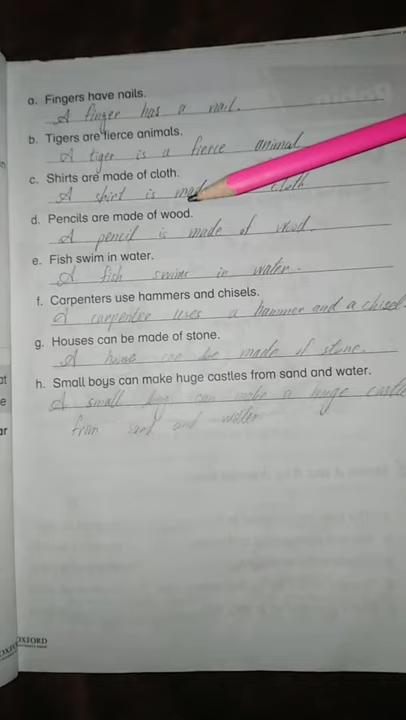 a. Fingers have nails.
A finger has a nail.
b. Tigers are fierce animals.
A tiger is a fierce animal
c. Shirts are made of cloth.
A shirt is mad cloth
d. Pencils are made of wood.
A pencil is made of wood.
e. Fish swim in water.
A fish swims in water.
f. Carpenters use hammers and chisels.
A carpenter uses a hammer and a chisel.
g. Houses can be made of stone.
A house can be made of stone.
h. Small boys can make huge castles from sand and water.
A small boy can make a huge castle
from sand and water
OXFORD